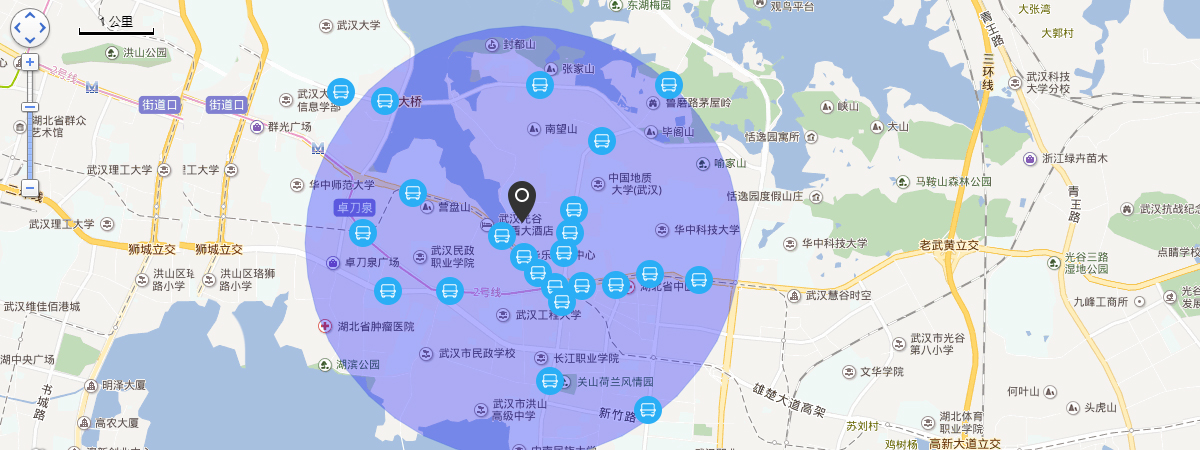 东湖梅园
观鸟平台
大张湾
1 公里
武汉大学
青王路
大郭村
封都山
洪山公园
三环线
张家山
武汉科技
大学分校
2号线
武汉大
信息学部
大桥
鲁磨路茅屋岭
街道口
街道口
峡山
湖北省群众
艺术馆
群光广场
南望山
毕阁山
恬逸园寓所
大山
浙江绿卉苗木
喻家山
武汉理工大学
工大学
华中师范大学
中国地质
大学(武汉)
马鞍山森林公园
恬逸园度假山庄
青王路
卓刀泉
营盘山
武汉抗战纪念
武汉理工大学
武汉光谷
酒大酒店
华中科技大学
狮城立交
狮城立交
武汉民政
职业学院
中心
华中科技大学
老武黄立交
光谷三路
湿地公园
点睛学校
卓刀泉广场
洪山区珞
路小学
洪山区珞狮
路小学
2号线
湖北省中
武汉慧谷时空
九峰工商所
光谷
发展
武汉维佳佰港城
武汉工程大学
湖北省肿瘤医院
武汉市光谷
第八小学
湖中央广场
湖滨公园
武汉市民政学校
长江职业学院
文华学院
明泽大厦
书城路
关山荷兰风情园
雄楚大道高架
何叶山
武汉市洪山
高级中学
新竹路
头虎山
高农大厦
湖北体育
职业学院
苏刘村
鸡树杨
高新大道立交